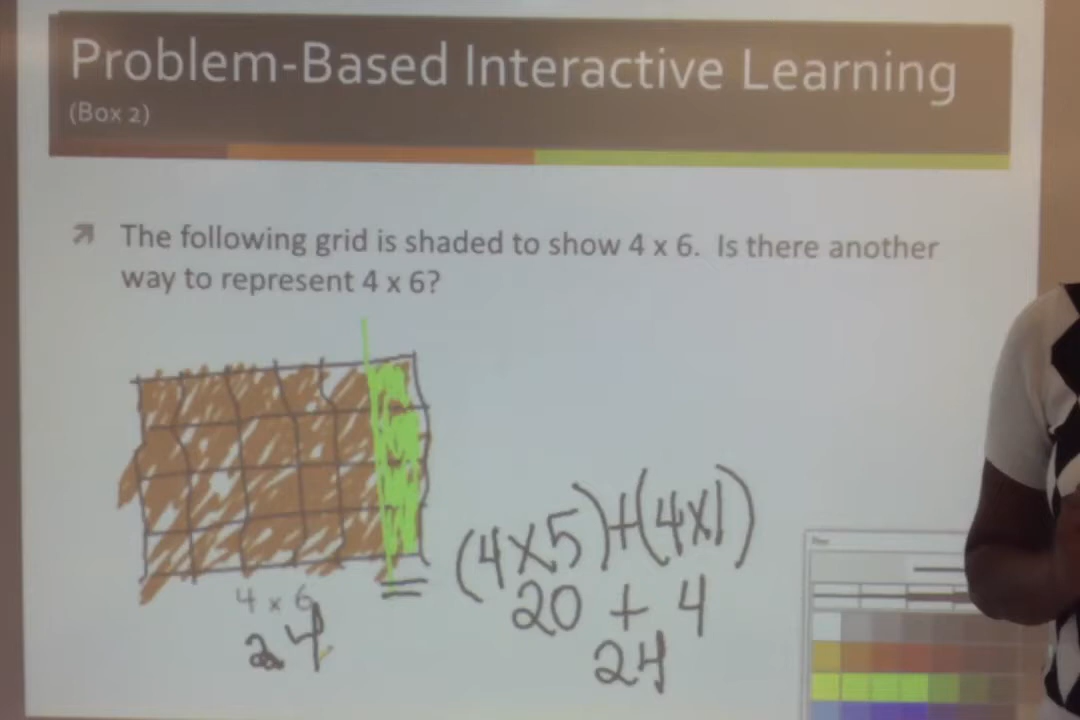 Problem-Based Interactive Learning
(Box 2)
The following grid is shaded to show 4 x 6. Is there another
way to represent 4 x 6?
4 x 6
24
(4x5)+(4x1)
20 + 4
24